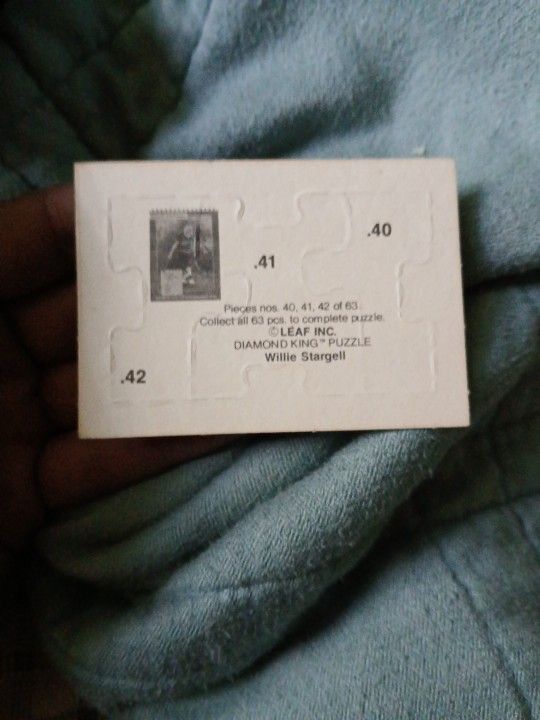 .40
.41
Pieces nos. 40, 41, 42 of 63.
Collect all 63 pcs. to complete puzzle.
© LEAF INC.
DIAMOND KING™ PUZZLE
Willie Stargell
.42